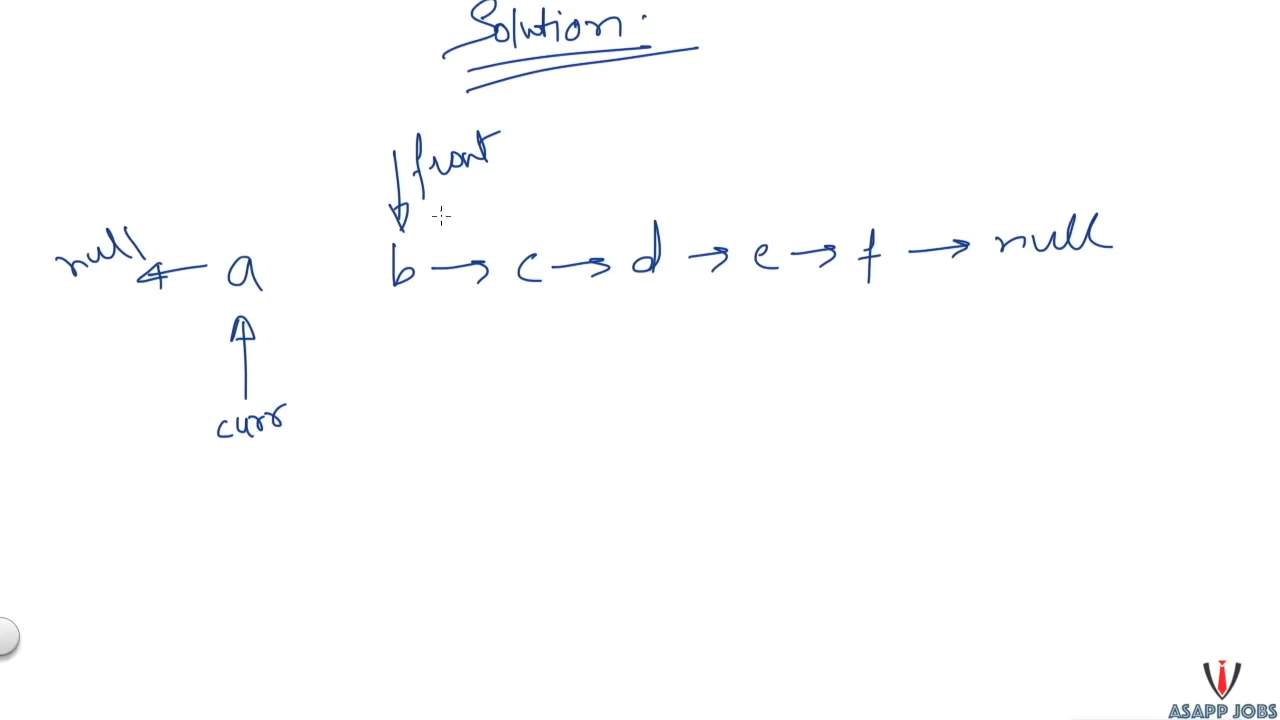 Solution:
front
null ← a b → c → d → e → f → null
curr
ASAPP JOBS